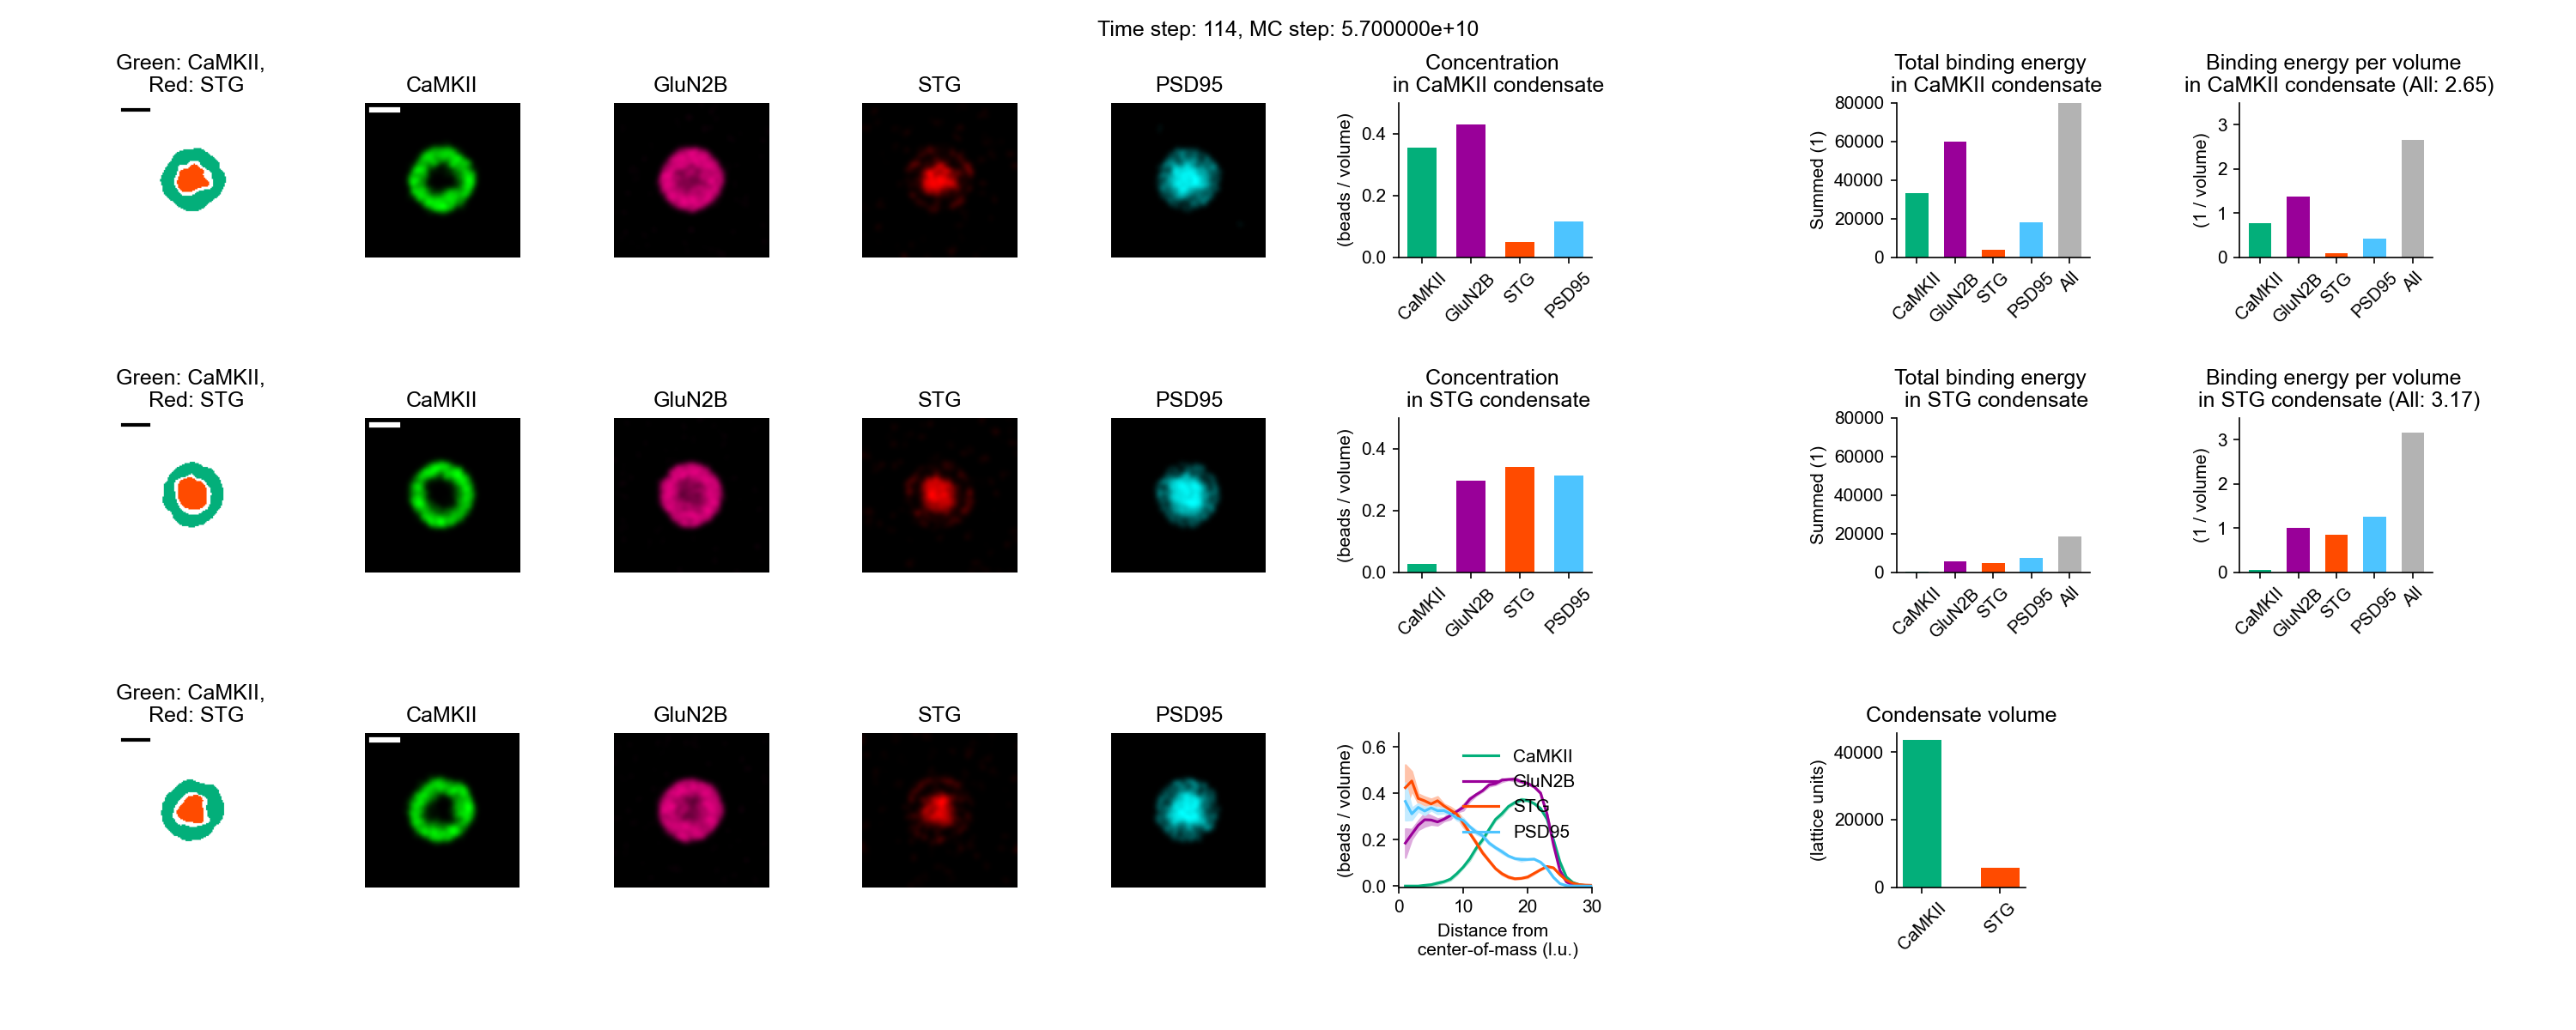 Time step: 114, MC step: 5.700000e+10
Green: CaMKII,
Red: STG
CaMKII
GluN2B
STG
PSD95
Concentration
in CaMKII condensate
(beads / volume)
0.4
0.2
0.0
CaMKII
GluN2B
STG
PSD95
Total binding energy
in CaMKII condensate
Summed (1)
80000
60000
40000
20000
0
CaMKII
GluN2B
STG
PSD95
All
Binding energy per volume
in CaMKII condensate (All: 2.65)
(1 / volume)
3
2
1
0
CaMKII
GluN2B
STG
PSD95
All
Green: CaMKII,
Red: STG
CaMKII
GluN2B
STG
PSD95
Concentration
in STG condensate
(beads / volume)
0.4
0.2
0.0
CaMKII
GluN2B
STG
PSD95
Total binding energy
in STG condensate
Summed (1)
80000
60000
40000
20000
0
CaMKII
GluN2B
STG
PSD95
All
Binding energy per volume
in STG condensate (All: 3.17)
(1 / volume)
3
2
1
0
CaMKII
GluN2B
STG
PSD95
All
Green: CaMKII,
Red: STG
CaMKII
GluN2B
STG
PSD95
(beads / volume)
0.6
0.4
0.2
0.0
CaMKII
GluN2B
STG
PSD95
0 10 20 30
Distance from
center-of-mass (l.u.)
Condensate volume
(lattice units)
40000
20000
0
CaMKII
STG